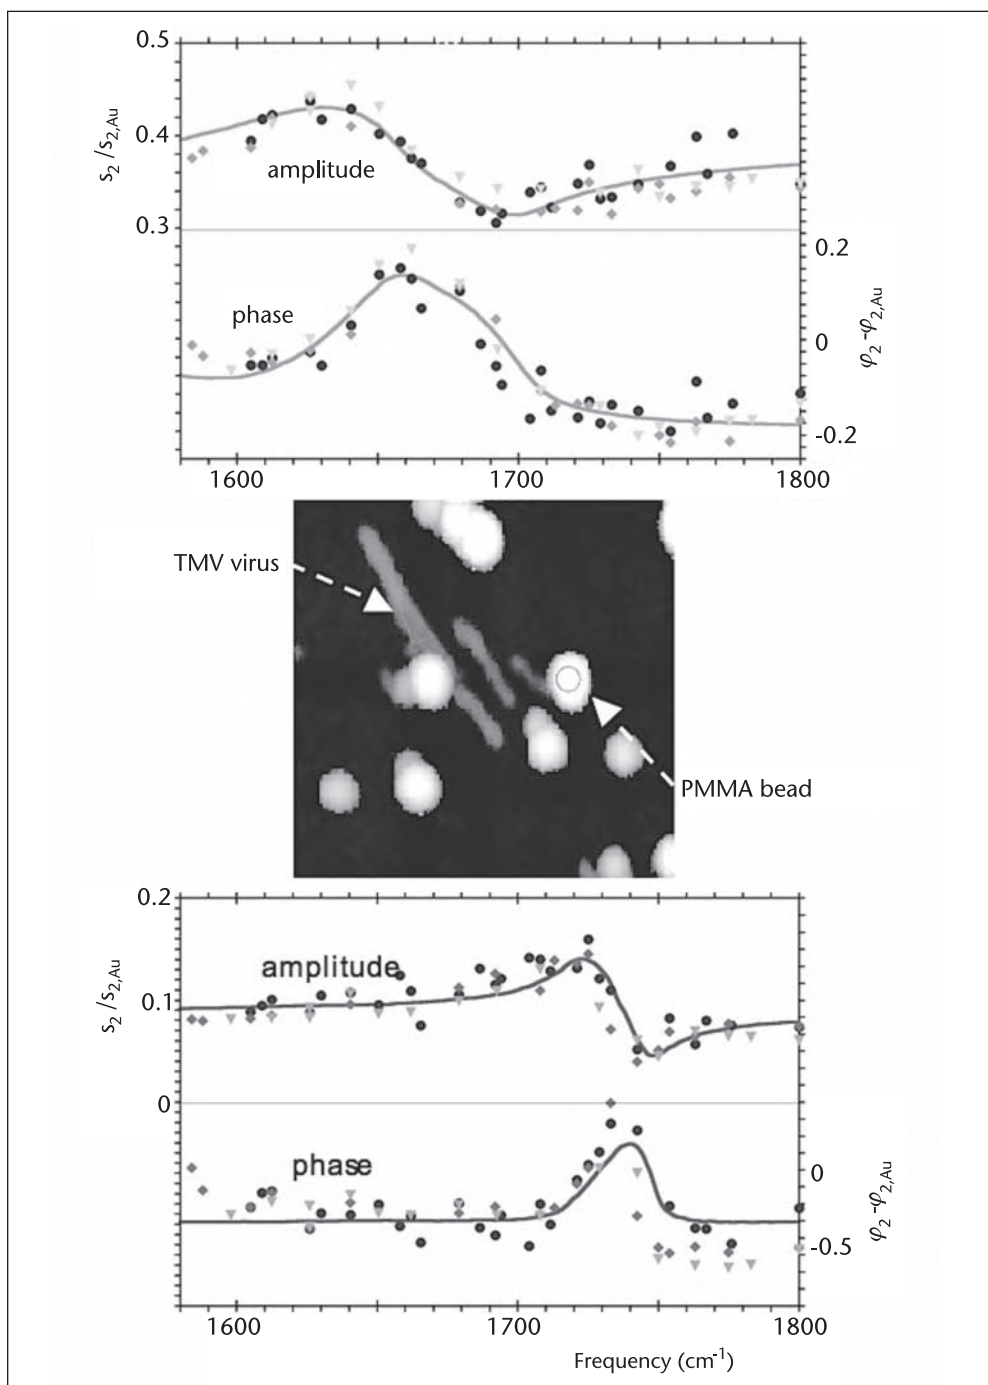 0.5
s2 /s2,Au
0.4
amplitude
0.3
0.2
phase
0
φ2 -φ2,Au
-0.2
1600
1700
1800
TMV virus
PMMA bead
0.2
amplitude
s2 /s2,Au
0.1
0
phase
0
φ2 -φ2,Au
-0.5
1600
1700
1800
Frequency (cm-1)